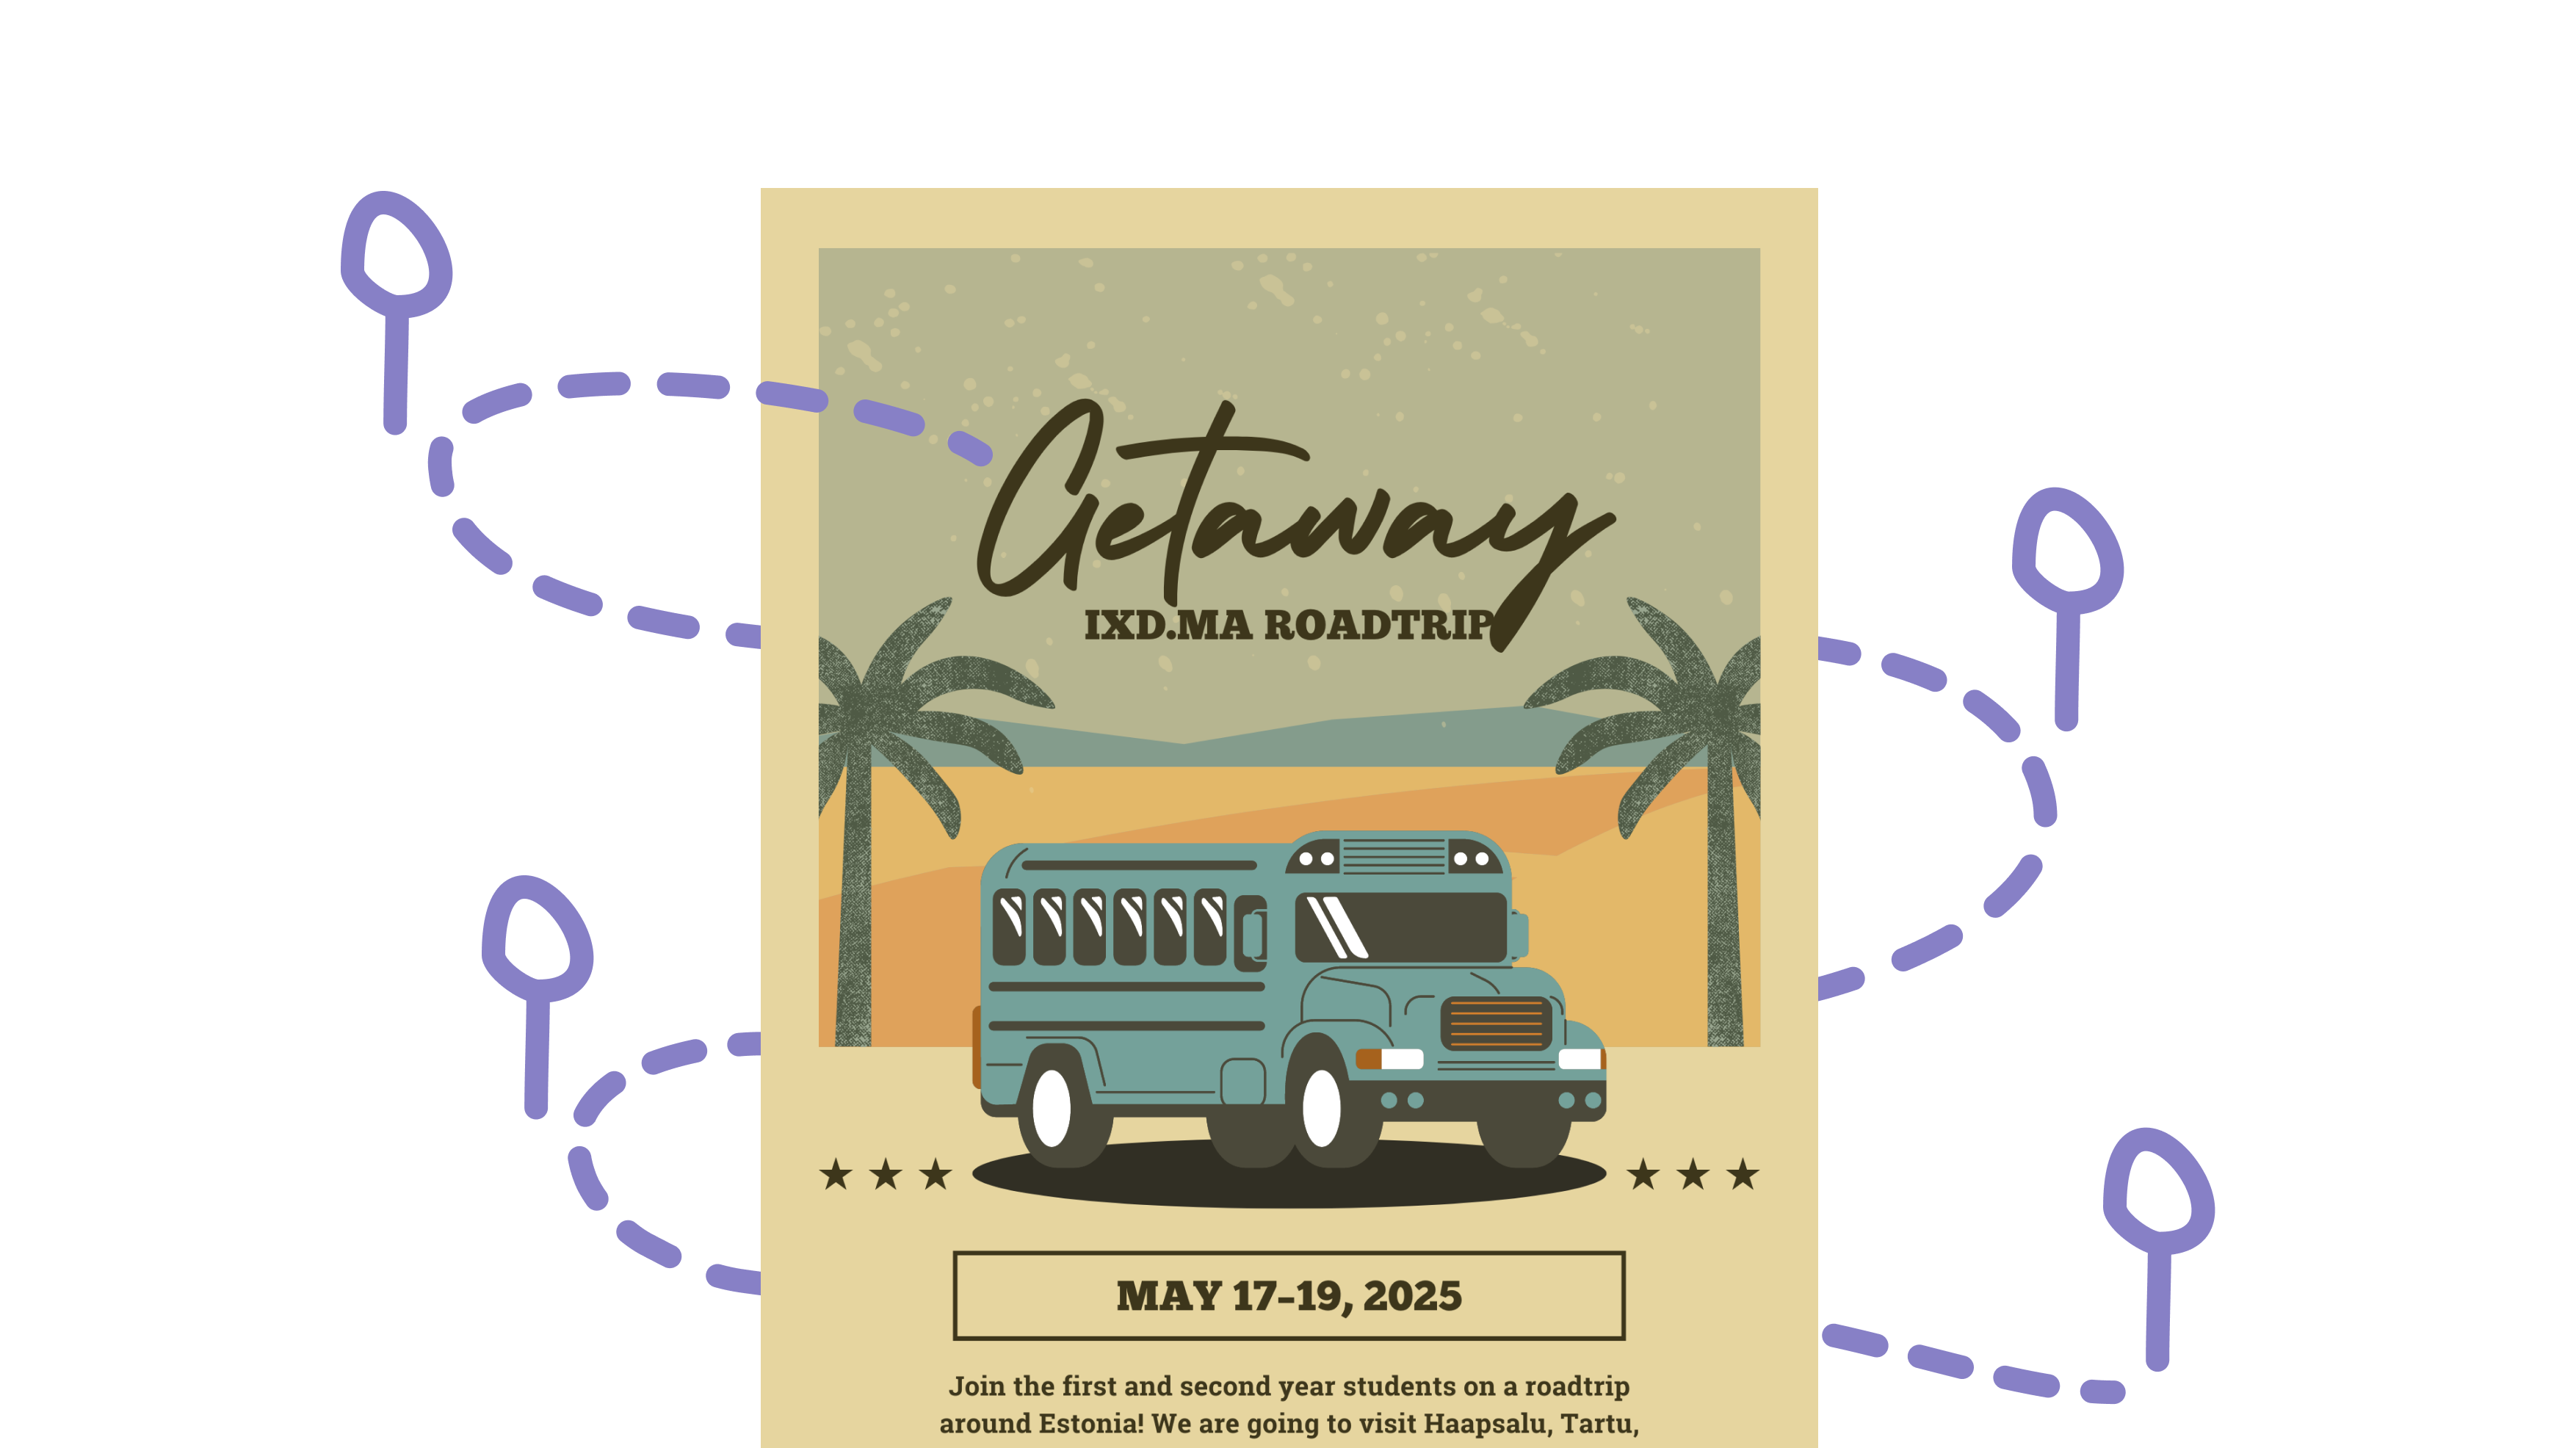 Getaway
IXD.MA ROADTRIP
MAY 17-19, 2025
Join the first and second year students on a roadtrip
around Estonia! We are going to visit Haapsalu, Tartu,